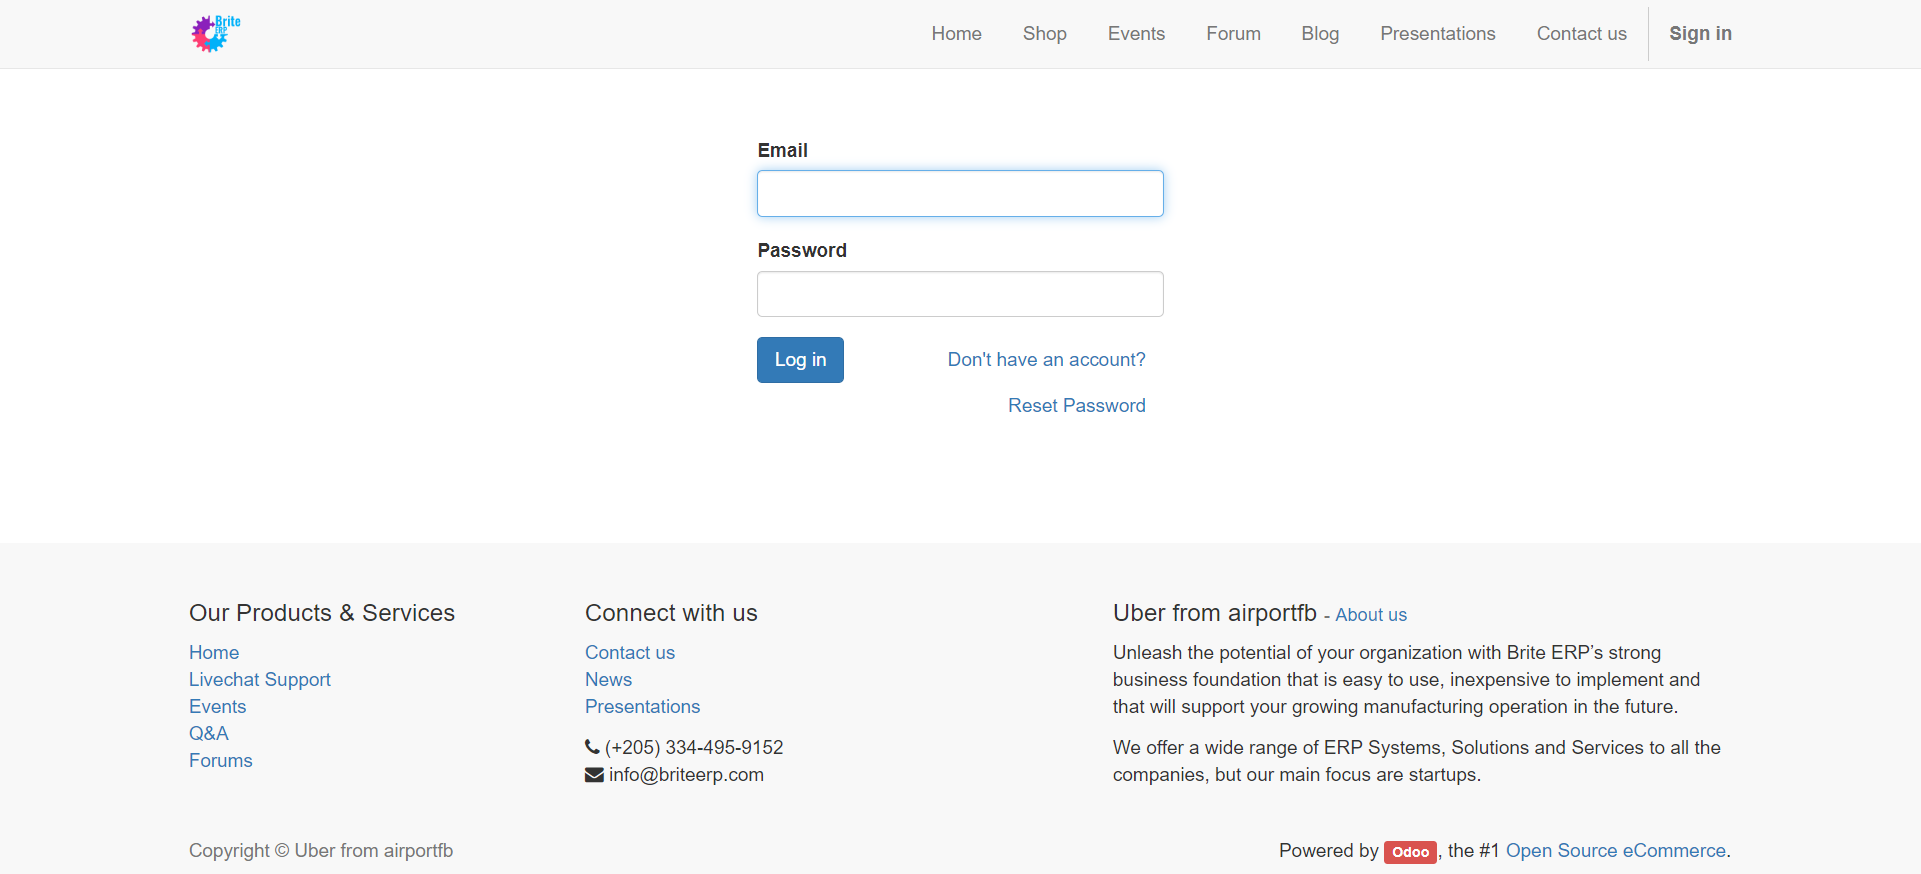 Brite
ERP
Home Shop Events Forum Blog Presentations Contact us Sign in
Email
Password
Log in Don't have an account?
Reset Password
Our Products & Services
Home
Livechat Support
Events
Q&A
Forums
Connect with us
Contact us
News
Presentations
(+205) 334-495-9152
info@briteerp.com
Uber from airportfb - About us
Unleash the potential of your organization with Brite ERP’s strong
business foundation that is easy to use, inexpensive to implement and
that will support your growing manufacturing operation in the future.
We offer a wide range of ERP Systems, Solutions and Services to all the
companies, but our main focus are startups.
Copyright © Uber from airportfb
Powered by Odoo, the #1 Open Source eCommerce.